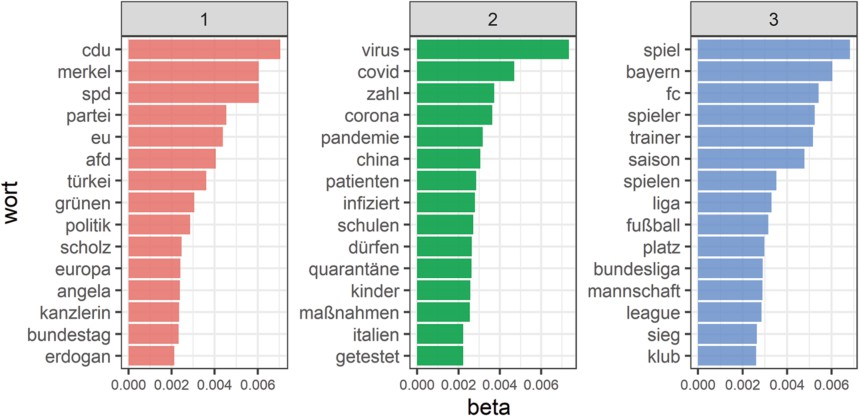 1
cdu
merkel
spd
partei
eu
afd
türkei
grünen
politik
scholz
europa
angela
kanzlerin
bundestag
erdogan
0.000 0.002 0.004 0.006
2
virus
covid
zahl
corona
pandemie
china
patienten
infiziert
schulen
dürfen
quarantäne
kinder
maßnahmen
italien
getestet
0.000 0.002 0.004 0.006
3
spiel
bayern
fc
spieler
trainer
saison
spielen
liga
fußball
platz
bundesliga
mannschaft
league
sieg
klub
0.000 0.002 0.004 0.006
wort
beta